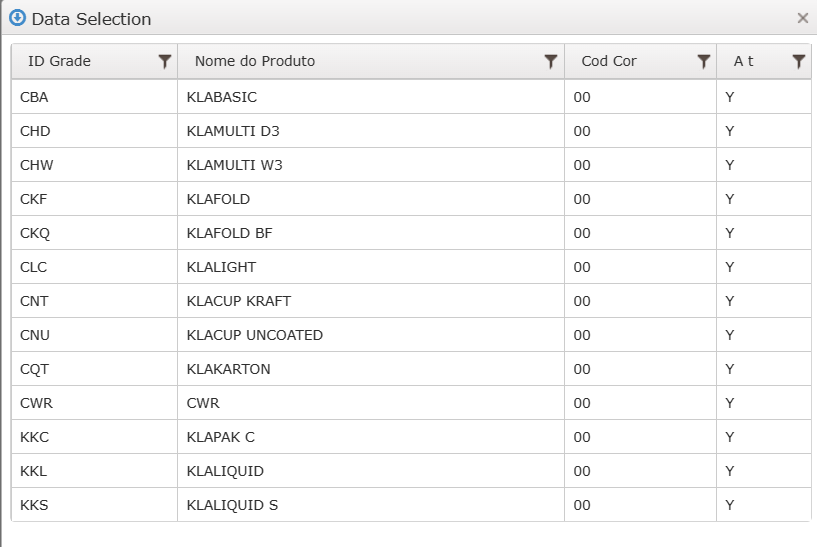 Data Selection
ID Grade Nome do Produto Cod Cor A t
CBA KLABASIC 00 Y
CHD KLAMULTI D3 00 Y
CHW KLAMULTI W3 00 Y
CKF KLAFOLD 00 Y
CKQ KLAFOLD BF 00 Y
CLC KLALIGHT 00 Y
CNT KLACUP KRAFT 00 Y
CNU KLACUP UNCOATED 00 Y
CQT KLAKARTON 00 Y
CWR CWR 00 Y
KKC KLAPAK C 00 Y
KKL KLALIQUID 00 Y
KKS KLALIQUID S 00 Y